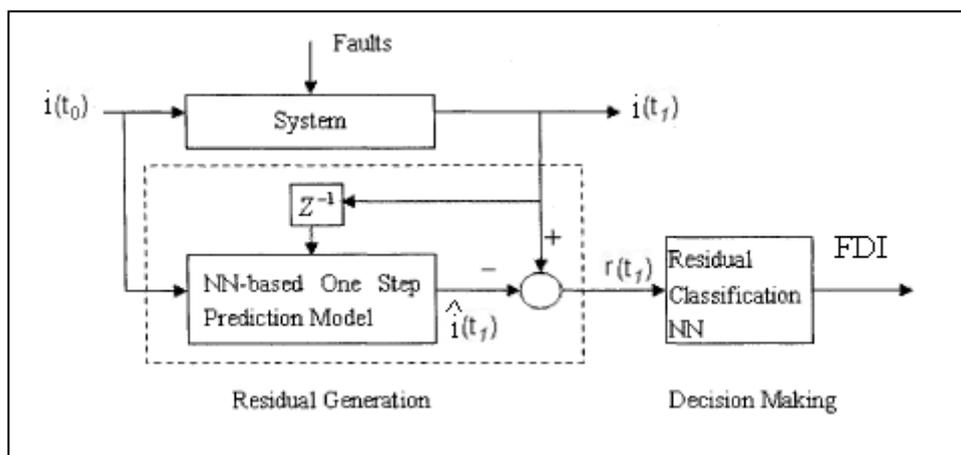 Faults
i(t₀)
System
i(t₁)
Z⁻¹
+
NN-based One Step
Prediction Model
−
î(t₁)
r(t₁)
Residual
Classification
NN
FDI
Residual Generation
Decision Making